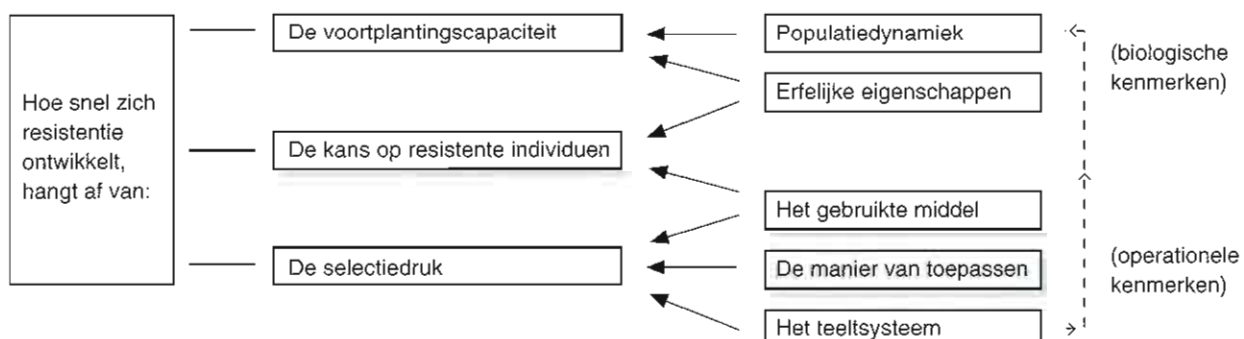 Hoe snel zich
resistentie
ontwikkelt,
hangt af van:
De voortplantingscapaciteit
De kans op resistente individuen
De selectiedruk
Populatiedynamiek
Erfelijke eigenschappen
Het gebruikte middel
De manier van toepassen
Het teeltsysteem
(biologische
kenmerken)
(operationele
kenmerken)